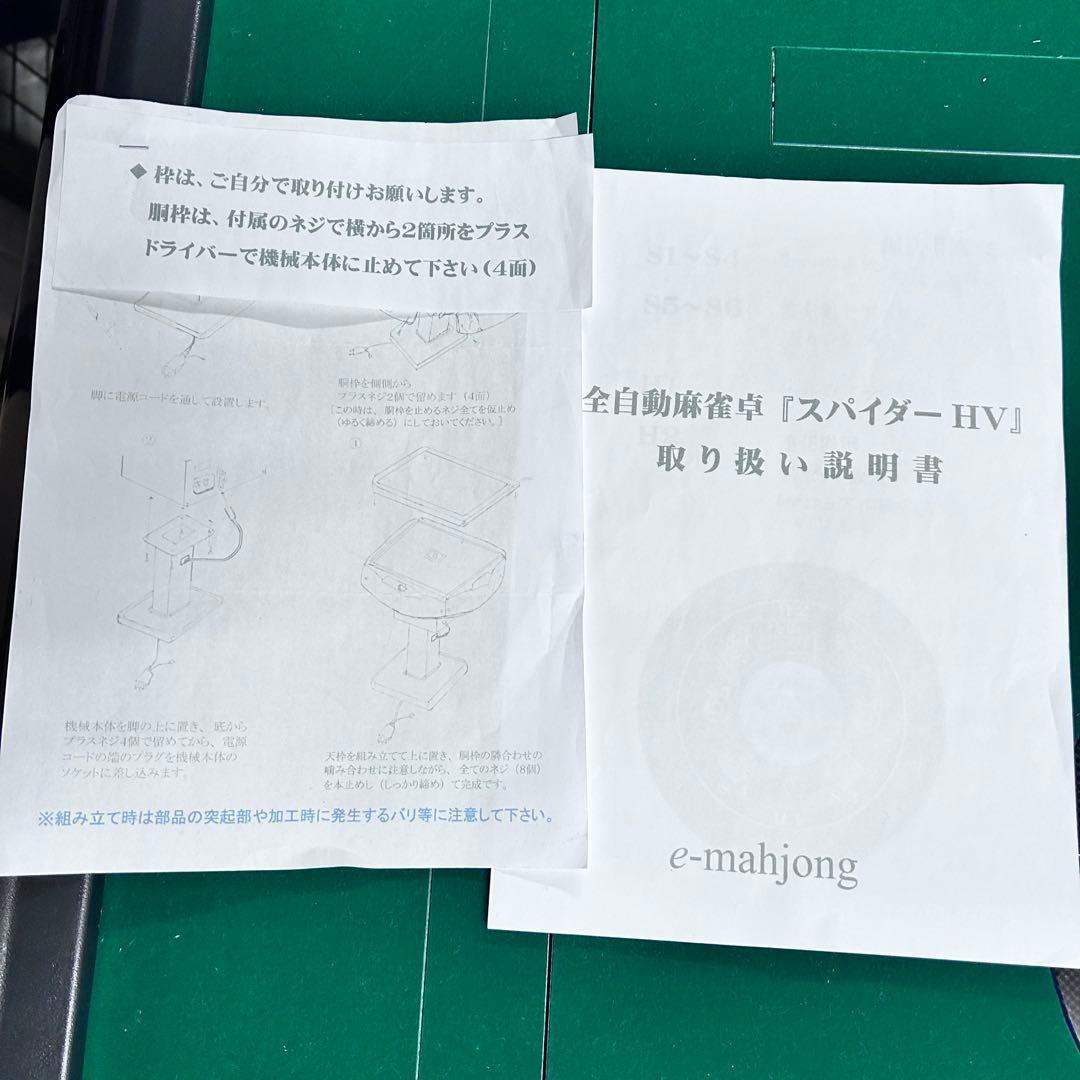 ◆ 枠は、ご自分で取り付けお願いします。
胴枠は、付属のネジで横から2箇所をプラス
ドライバーで機械本体に止めて下さい(4面)
脚に電源コードを通して設置します。
胴枠を個側から
プラスネジ2個で留めます(4面)
[この時は、胴枠を止めるネジ全てを仮止め
(ゆるく締める)にしておいてください。]
②
④
機械本体を脚の上に置き、底から
プラスネジ4個で留めてから、電源
コードの端のプラグを機械本体の
ソケットに差し込みます。
天枠を組み立てて上に置き、胴枠の隣合わせの
噛み合わせに注意しながら、全てのネジ(8個)
を本止めし(しっかり締め)て完成です。
※組み立て時は部品の突起部や加工時に発生するバリ等に注意して下さい。
全自動麻雀卓『スパイダーHV』
取り扱い説明書
e-mahjong